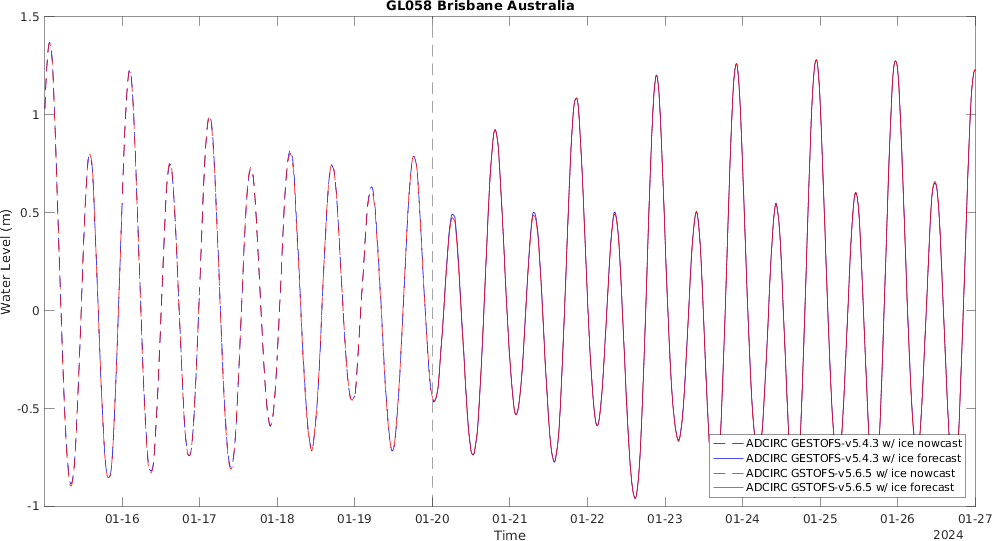 GL058 Brisbane Australia
1.5
1
0.5
0
-0.5
-1
Water Level (m)
01-16 01-17 01-18 01-19 01-20 01-21 01-22 01-23 01-24 01-25 01-26 01-27
Time
2024
ADCIRC GESTOFS-v5.4.3 w/ ice nowcast
ADCIRC GESTOFS-v5.4.3 w/ ice forecast
ADCIRC GSTOFS-v5.6.5 w/ ice nowcast
ADCIRC GSTOFS-v5.6.5 w/ ice forecast